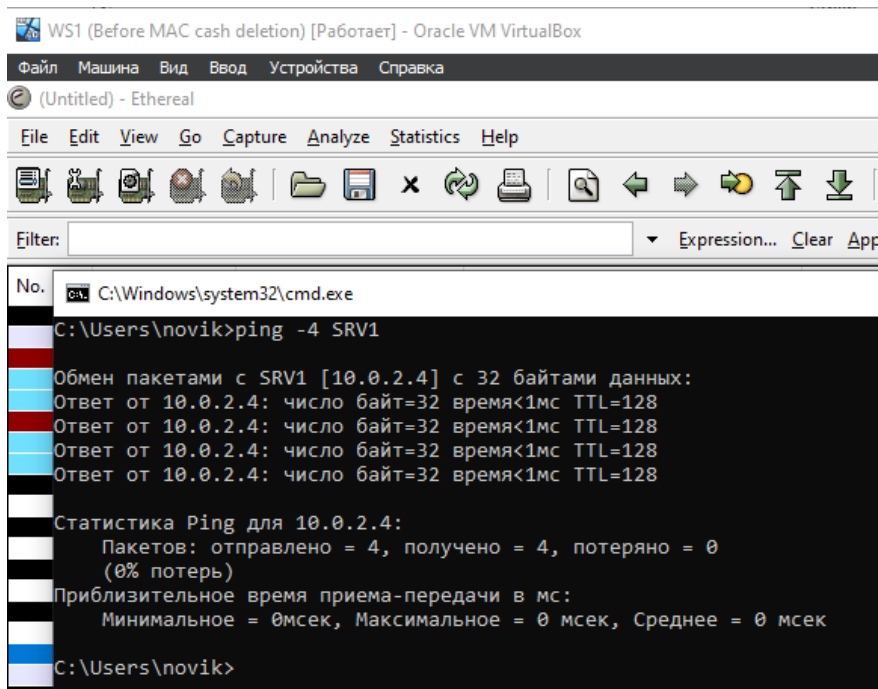 WS1 (Before MAC cash deletion) [Работает] - Oracle VM VirtualBox
Файл Машина Вид Ввод Устройства Справка
(Untitled) - Ethereal
File Edit View Go Capture Analyze Statistics Help
Filter: Expression... Clear App
No.
C:\Windows\system32\cmd.exe
C:\Users\novik>ping -4 SRV1
Обмен пакетами с SRV1 [10.0.2.4] с 32 байтами данных:
Ответ от 10.0.2.4: число байт=32 время<1мс TTL=128
Ответ от 10.0.2.4: число байт=32 время<1мс TTL=128
Ответ от 10.0.2.4: число байт=32 время<1мс TTL=128
Ответ от 10.0.2.4: число байт=32 время<1мс TTL=128
Статистика Ping для 10.0.2.4:
Пакетов: отправлено = 4, получено = 4, потеряно = 0
(0% потерь)
Приблизительное время приема-передачи в мс:
Минимальное = 0мсек, Максимальное = 0 мсек, Среднее = 0 мсек
C:\Users\novik>